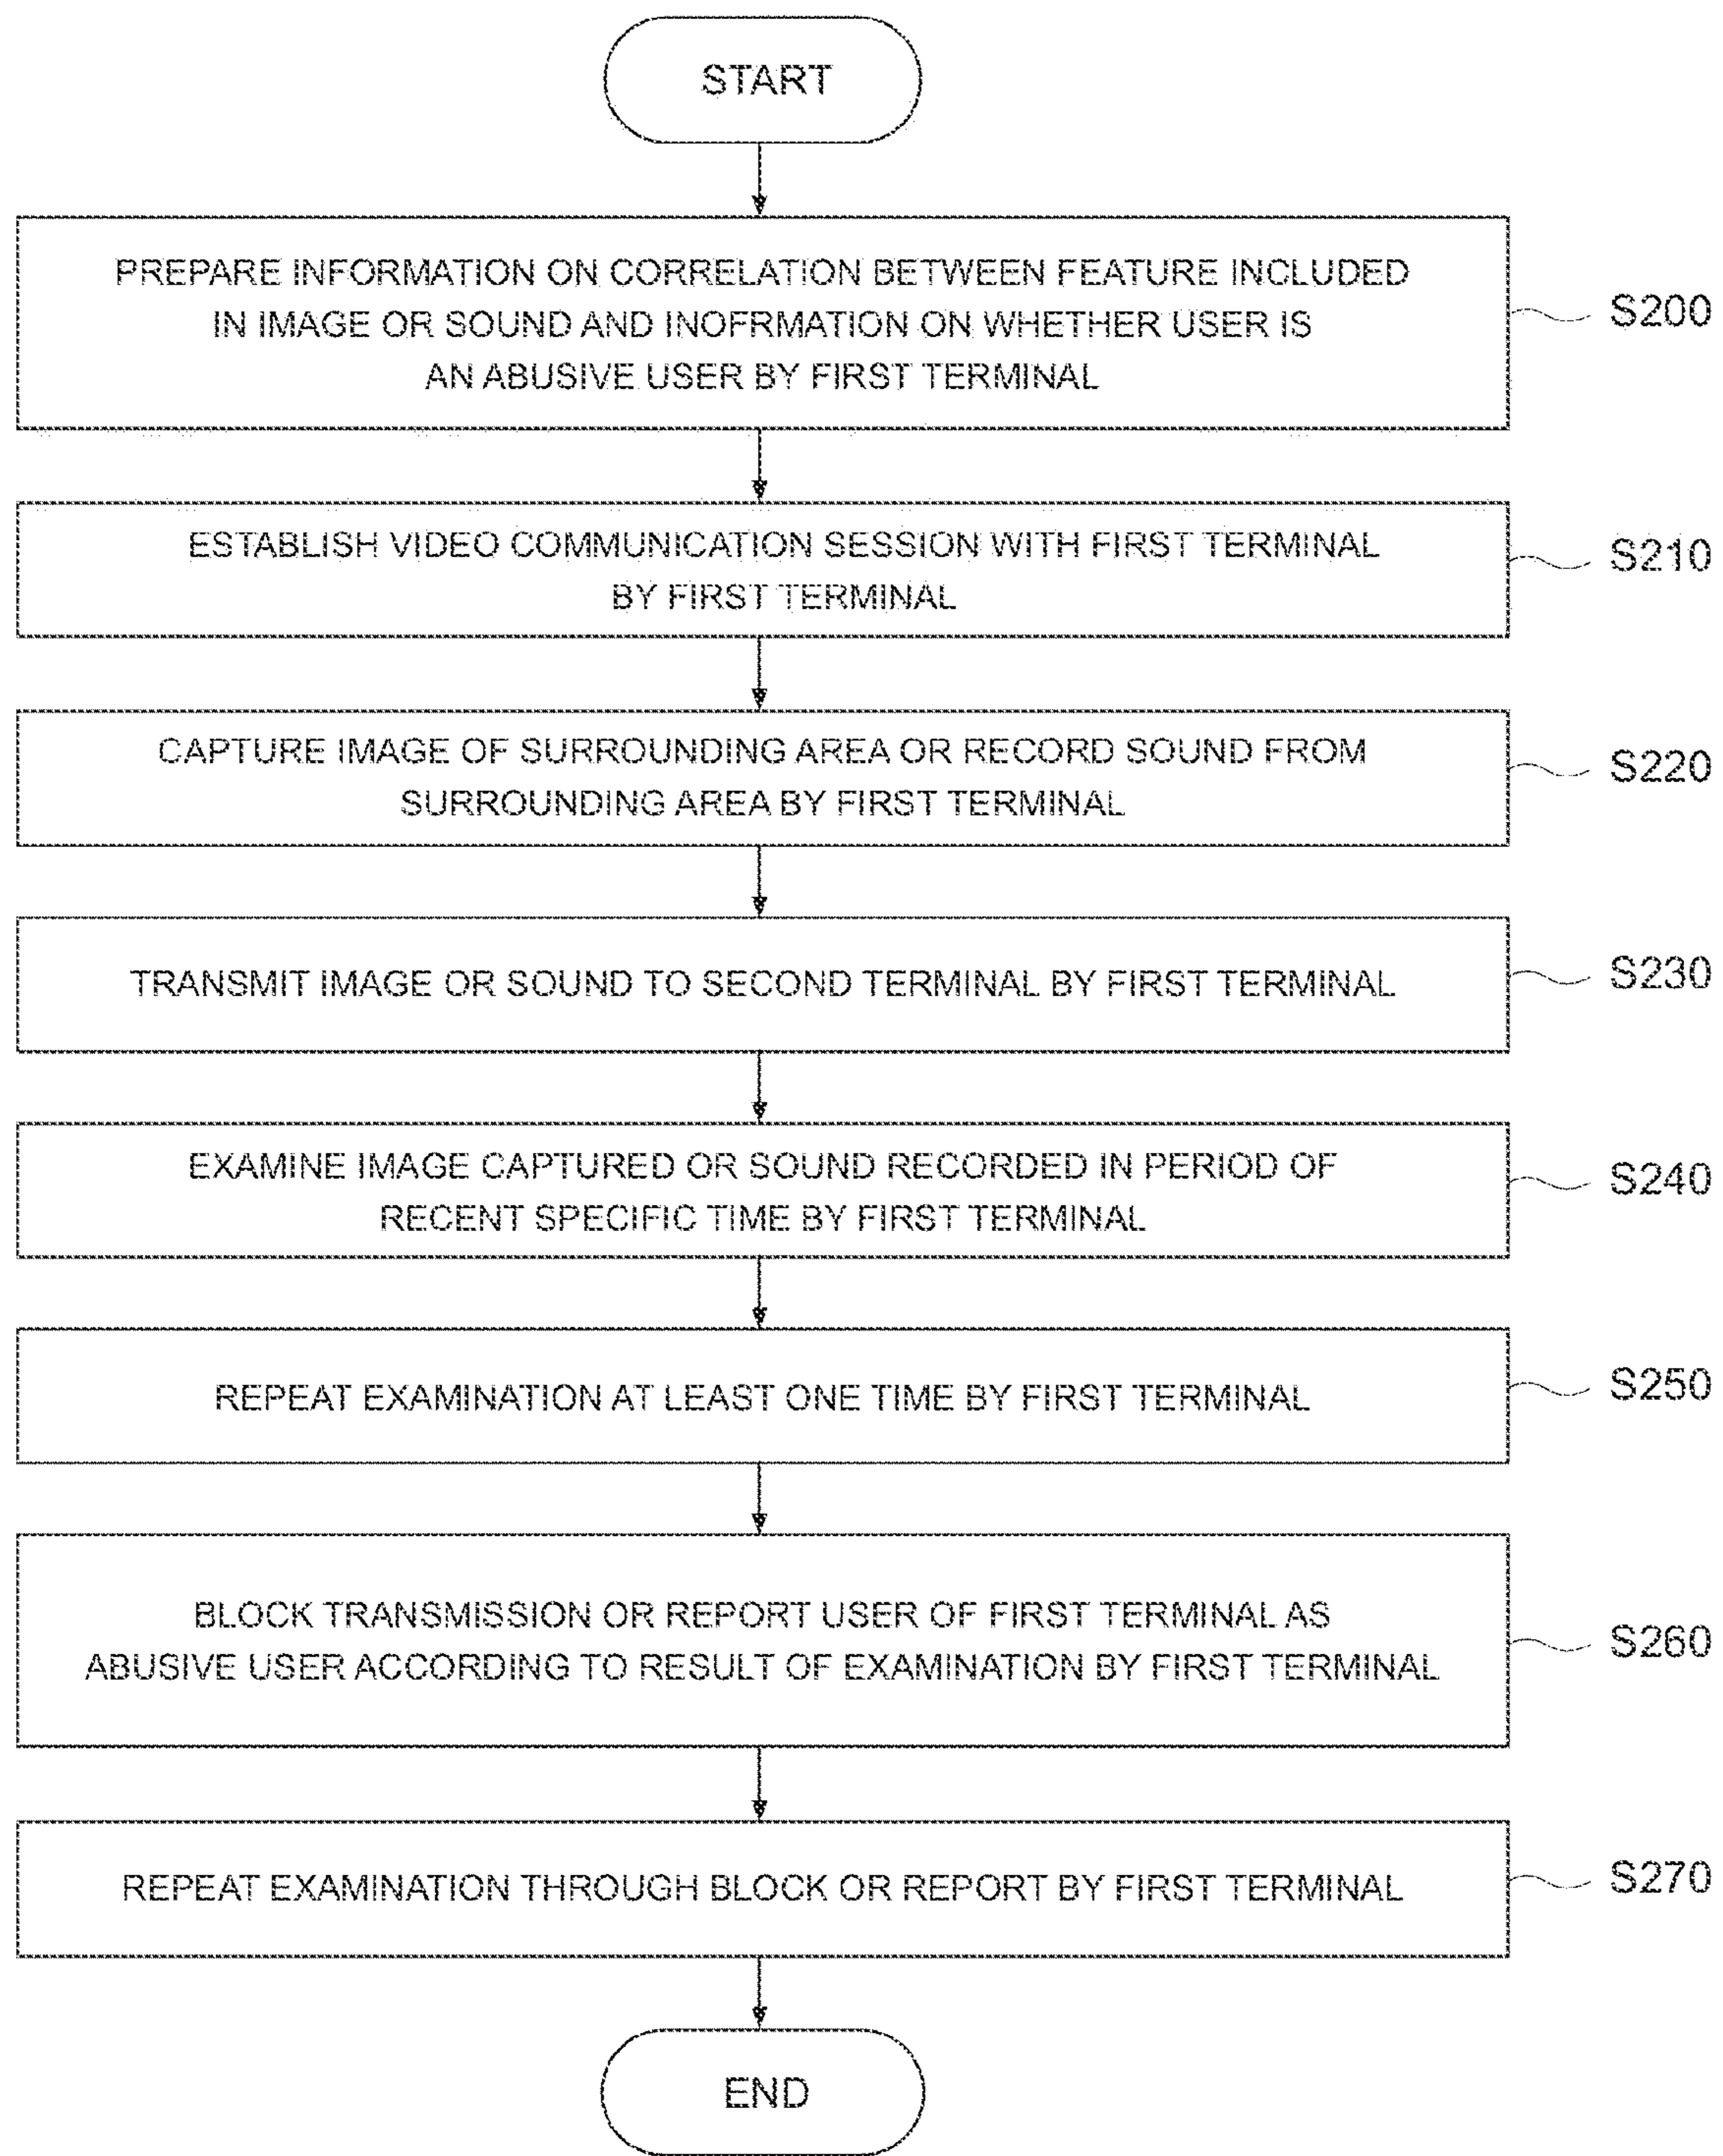 START
PREPARE INFORMATION ON CORRELATION BETWEEN FEATURE INCLUDED
IN IMAGE OR SOUND AND INOFRMATION ON WHETHER USER IS
AN ABUSIVE USER BY FIRST TERMINAL
S200
ESTABLISH VIDEO COMMUNICATION SESSION WITH FIRST TERMINAL
BY FIRST TERMINAL
S210
CAPTURE IMAGE OF SURROUNDING AREA OR RECORD SOUND FROM
SURROUNDING AREA BY FIRST TERMINAL
S220
TRANSMIT IMAGE OR SOUND TO SECOND TERMINAL BY FIRST TERMINAL
S230
EXAMINE IMAGE CAPTURED OR SOUND RECORDED IN PERIOD OF
RECENT SPECIFIC TIME BY FIRST TERMINAL
S240
REPEAT EXAMINATION AT LEAST ONE TIME BY FIRST TERMINAL
S250
BLOCK TRANSMISSION OR REPORT USER OF FIRST TERMINAL AS
ABUSIVE USER ACCORDING TO RESULT OF EXAMINATION BY FIRST TERMINAL
S260
REPEAT EXAMINATION THROUGH BLOCK OR REPORT BY FIRST TERMINAL
S270
END